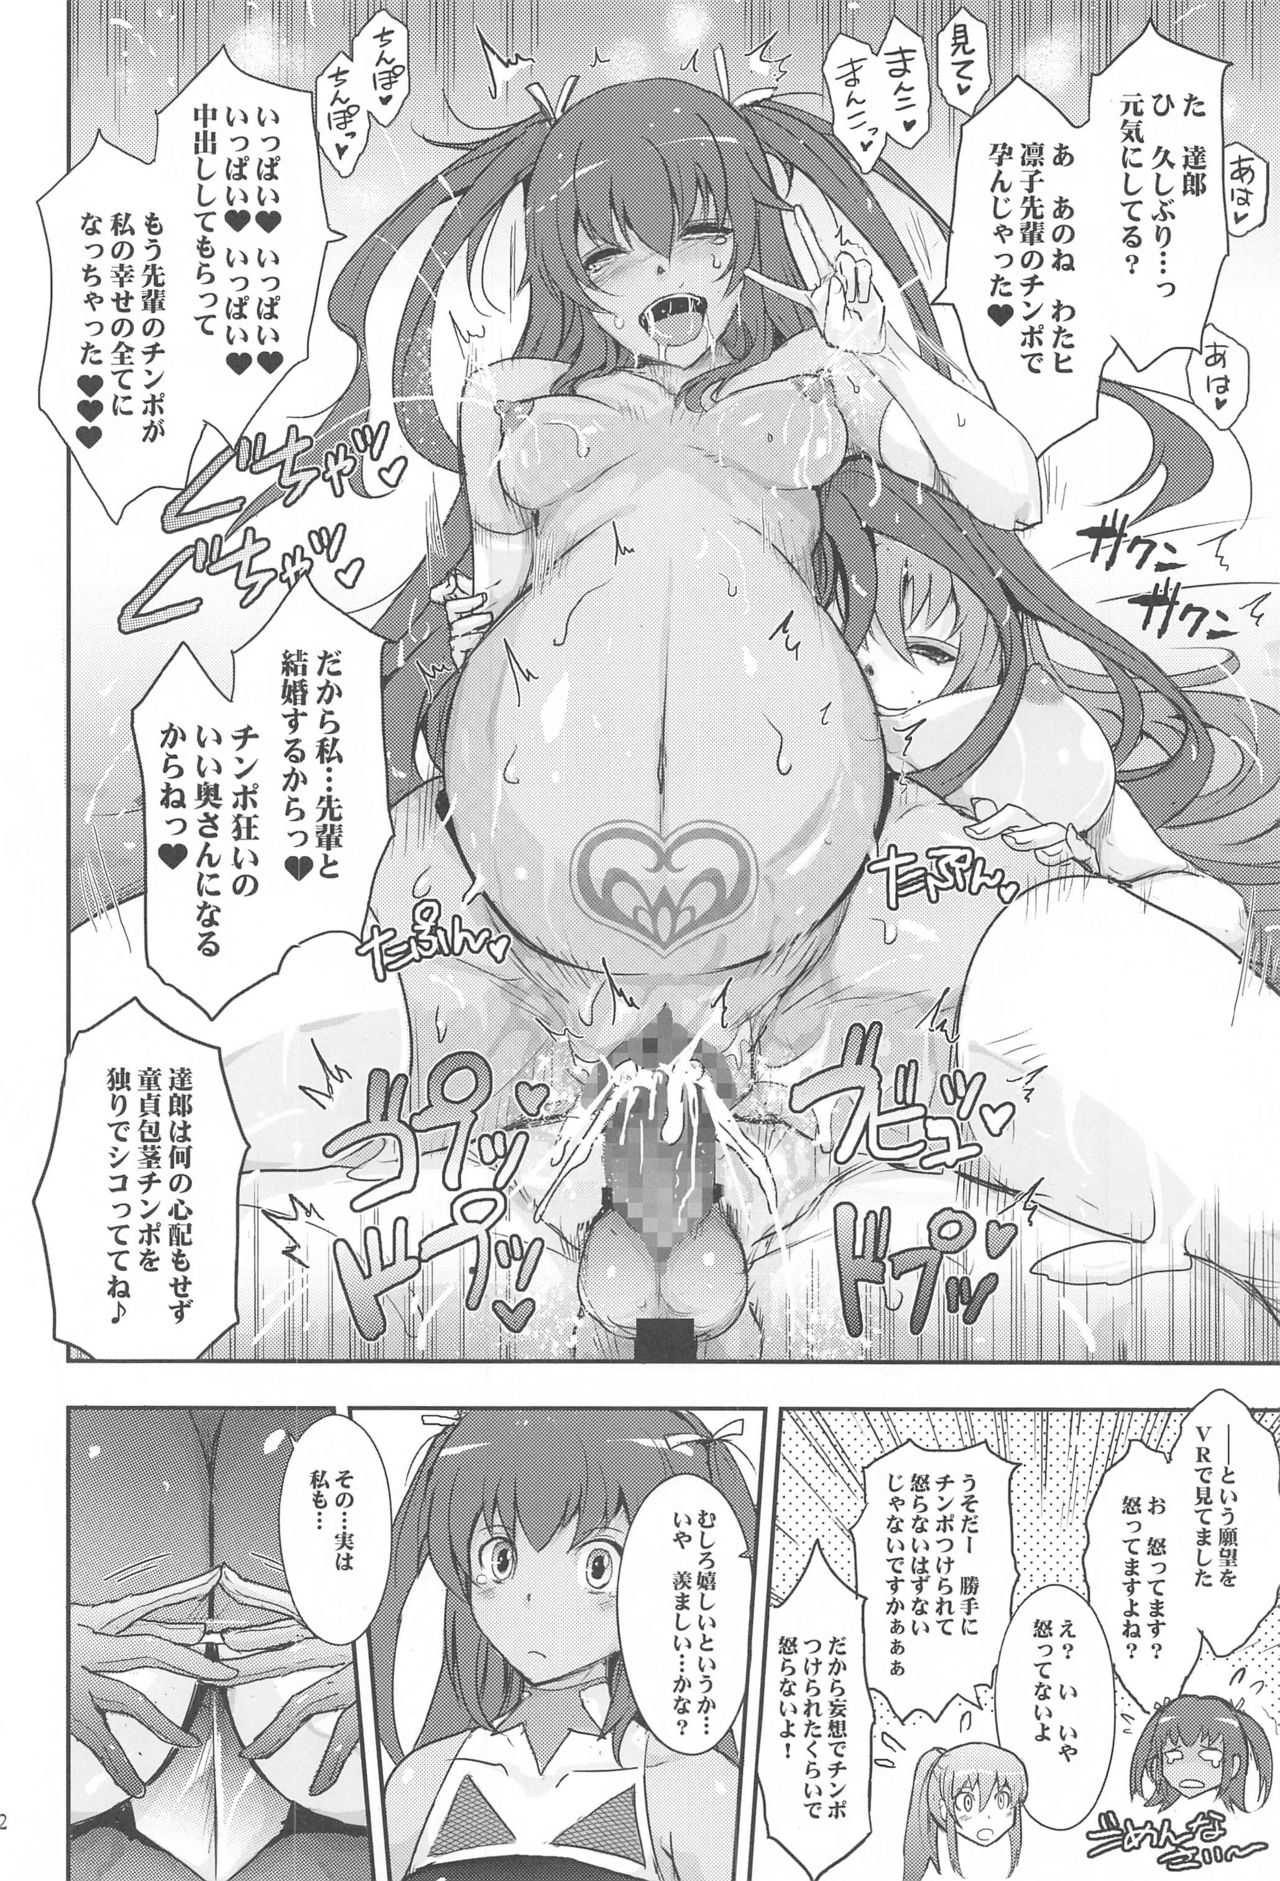 た 達郎
ひ 久しぶり…っ
元気にしてる?
あ あのね わたヒ
凛子先輩のチンポで
孕んじゃった♥
あは♥
あは♥
見て♥
まんこ♥
まんこっ♥
ちんぽ♥
ちんぽっ♥
いっぱい♥ いっぱい♥
いっぱい♥ いっぱい♥
中出ししてもらって
もう先輩のチンポが
私の幸せの全てに
なっちゃった♥♥♥
ぐちゃッ♥
ぐちゃッ♥
ガクン
ガクン
だから私…先輩と
結婚するからっ♥
チンポ狂いの
いい奥さんになる
からねっ♥
たぷん♥
たぷん♥
達郎は何の心配もせず
童貞包茎チンポを
独りでシコっててね♪
ゴプッ♥
ドプッ♥
ブビュッ♥
ドプッ♥
──という願望を
VRで見てました
お 怒ってます?
怒ってますよね?
え? い いや
怒ってないよ
ごめんなさいい〜
うそだー 勝手に
チンポつけられて
怒らないはずない
じゃないですかぁぁぁ
だから妄想でチンポ
つけられたくらいで
怒らないよ!
むしろ嬉しいというか…
いや 羨ましい…かな?
その…実は
私も…
2